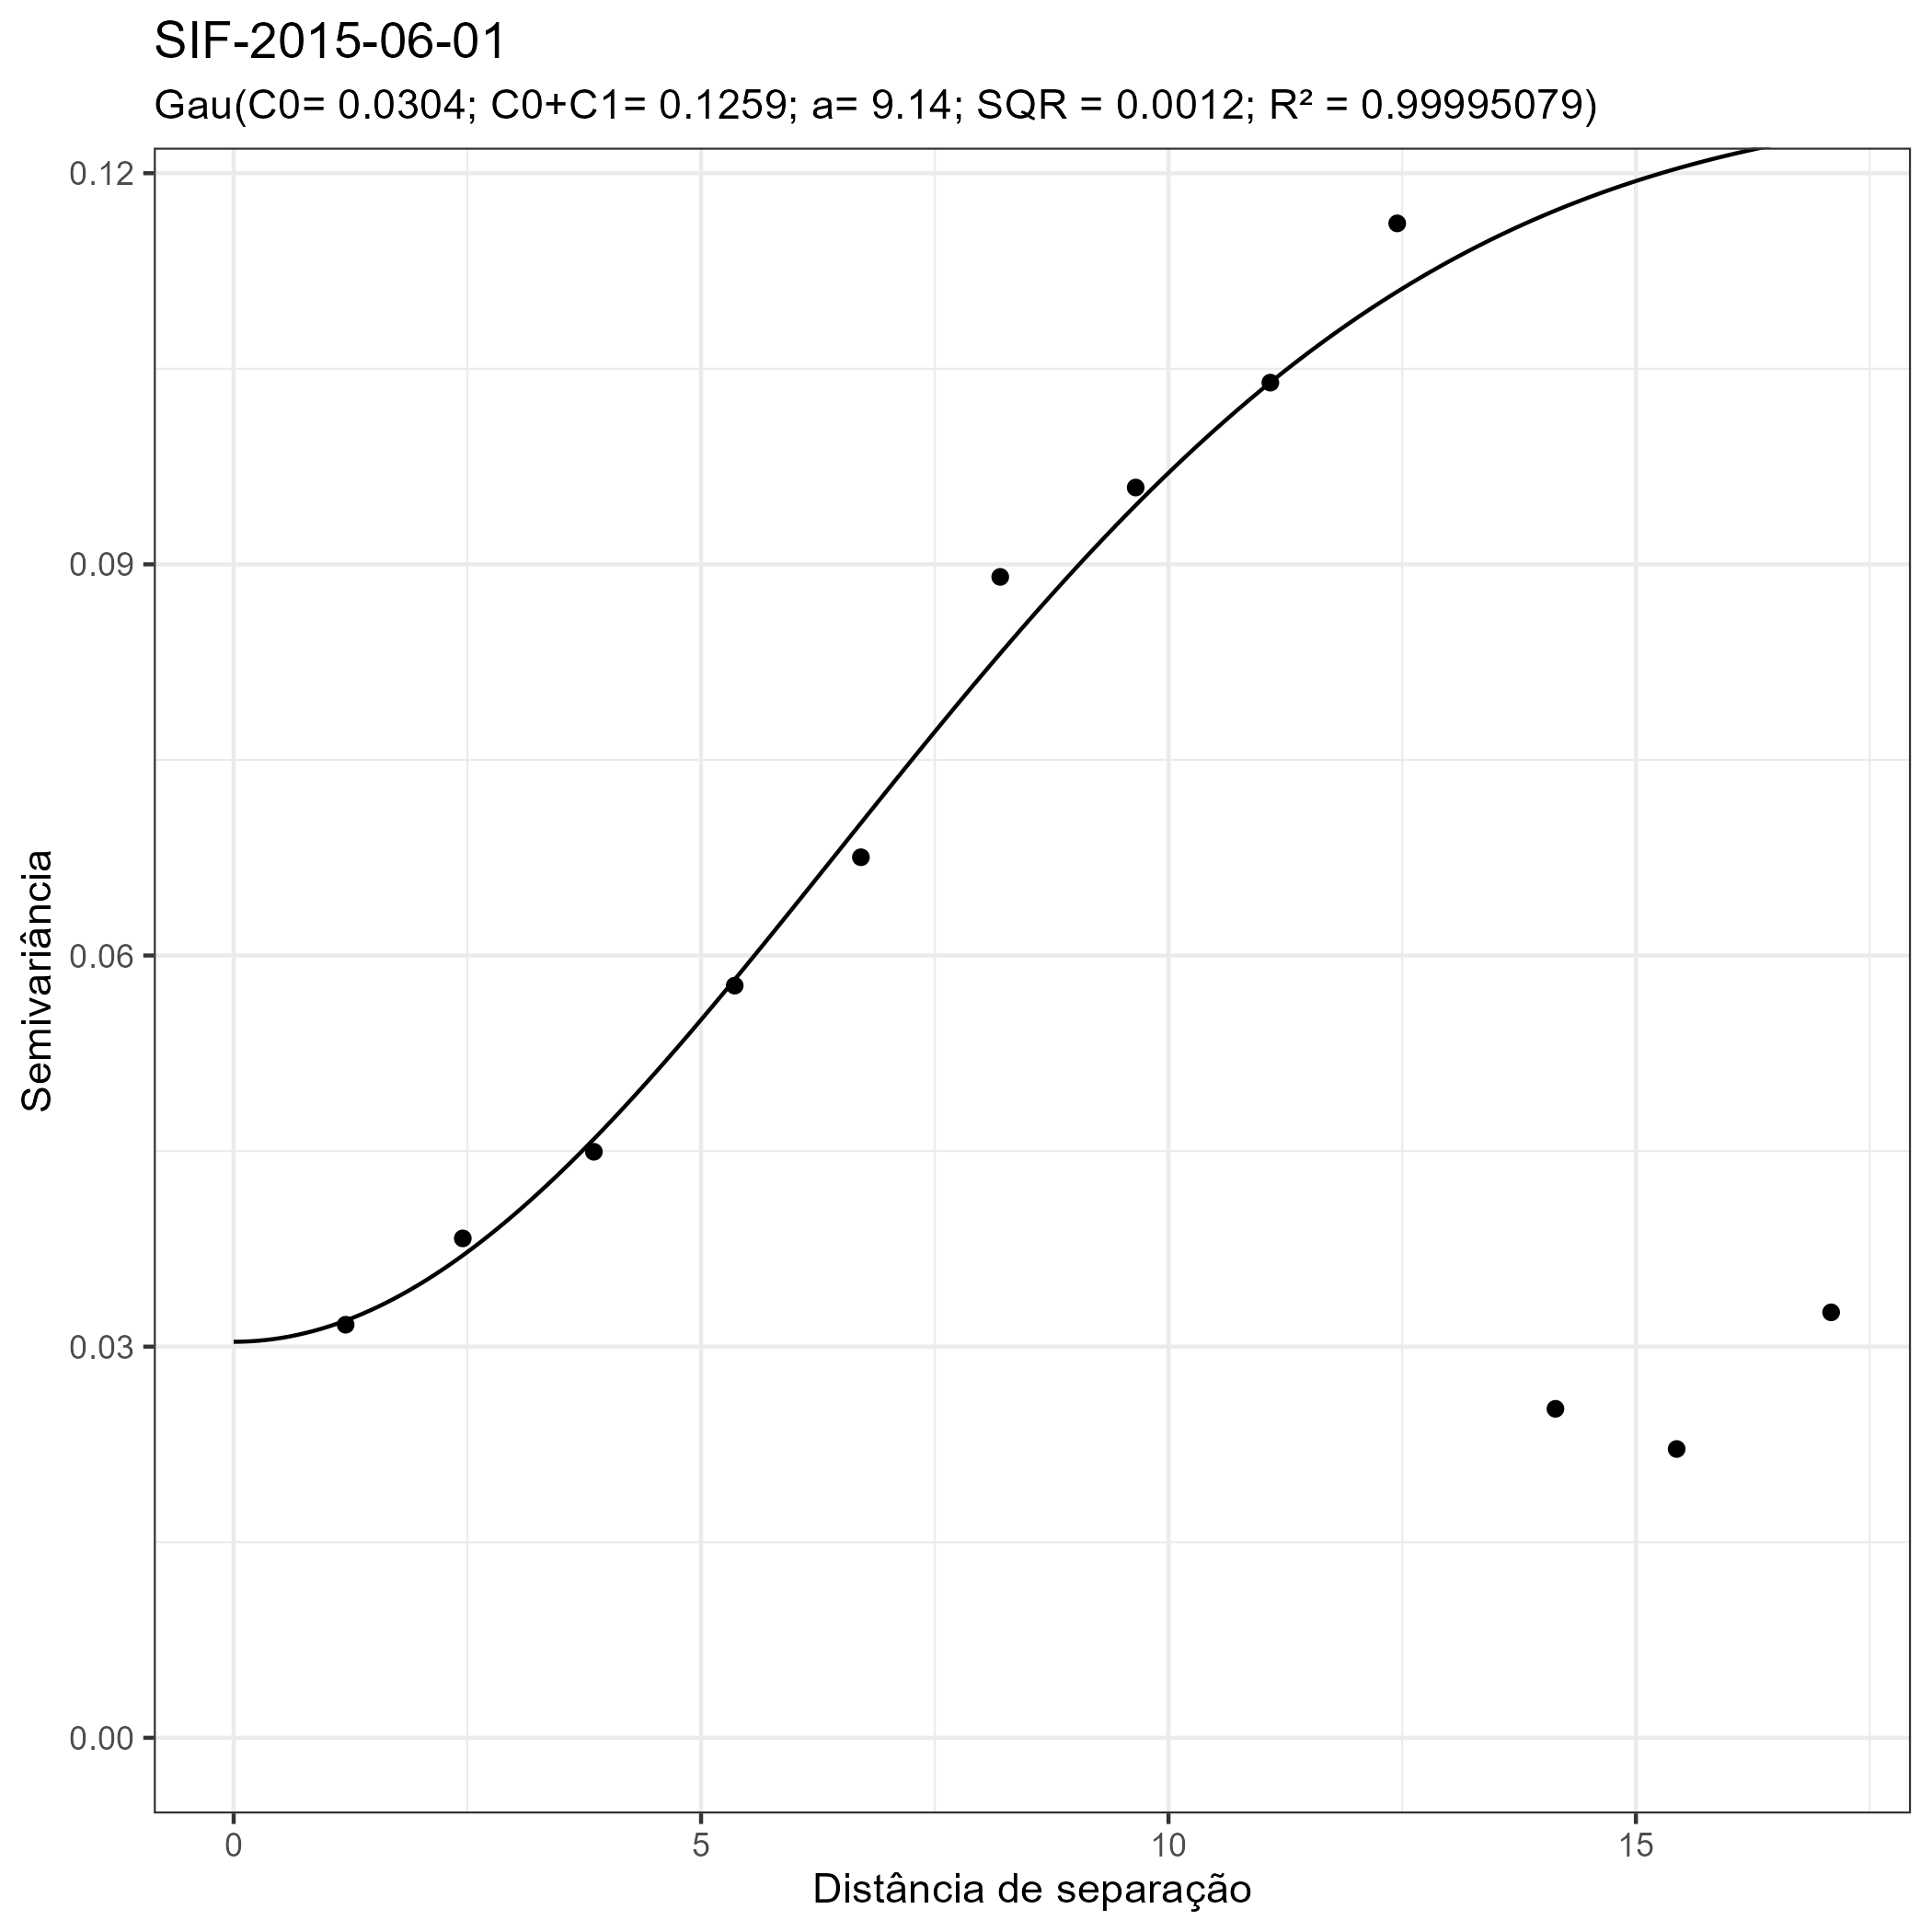 SIF-2015-06-01
Gau(C0= 0.0304; C0+C1= 0.1259; a= 9.14; SQR = 0.0012; R² = 0.99995079)
0.12
0.09
0.06
0.03
0.00
Semivariância
0 5 10 15
Distância de separação